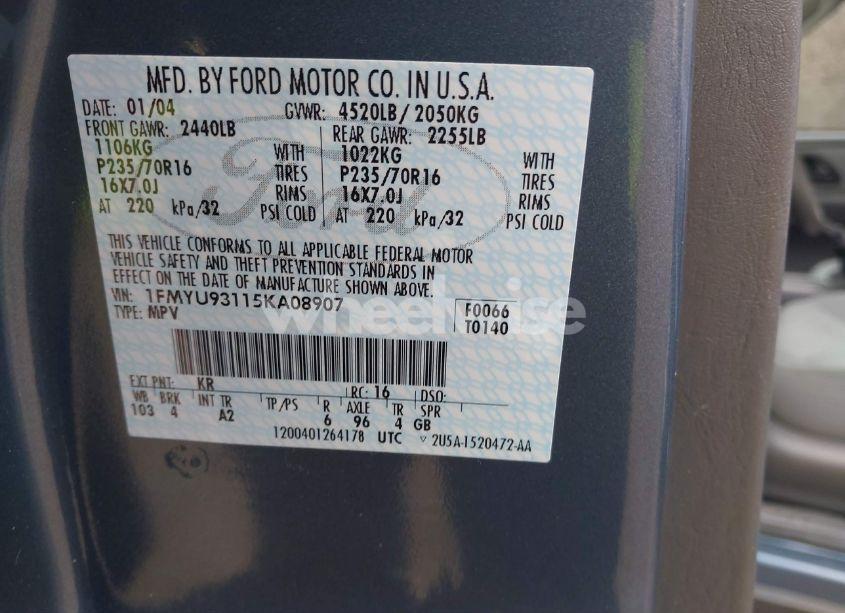 MFD. BY FORD MOTOR CO. IN U.S.A.
DATE: 01/04 GVWR: 4520LB/ 2050KG
FRONT GAWR: 2440LB REAR GAWR: 2255LB
1106KG WITH 1022KG WITH
P235/70R16 TIRES P235/70R16 TIRES
16X7.0J RIMS 16X7.0J RIMS
AT 220 kPa/32 PSI COLD AT 220 kPa/32 PSI COLD
Ford
THIS VEHICLE CONFORMS TO ALL APPLICABLE FEDERAL MOTOR
VEHICLE SAFETY AND THEFT PREVENTION STANDARDS IN
EFFECT ON THE DATE OF MANUFACTURE SHOWN ABOVE.
VIN: 1FMYU93115KA08907 F0066
TYPE: MPV T0140
EXT PNT: KR RC: 16 DSO:
WB BRK INT TR TP/PS R AXLE TR SPR
103 4 A2 6 96 4 GB
1200401264178 UTC ▽ 2U5A-1520472-AA